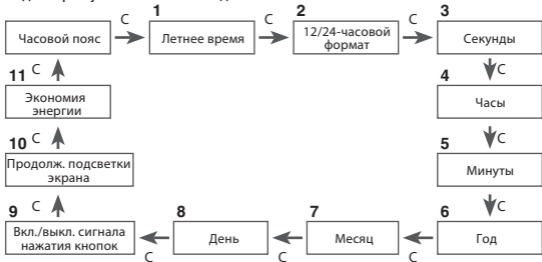 C
1
C
2
C
3
Часовой пояс
Летнее время
12/24-часовой
формат
Секунды
11
C
C
4
Экономия
энергии
Часы
10
C
C
5
Продолж. подсветки
экрана
Минуты
9
C
8
7
6
C
Вкл./выкл. сигнала
нажатия кнопок
День
Месяц
Год
C
C
C